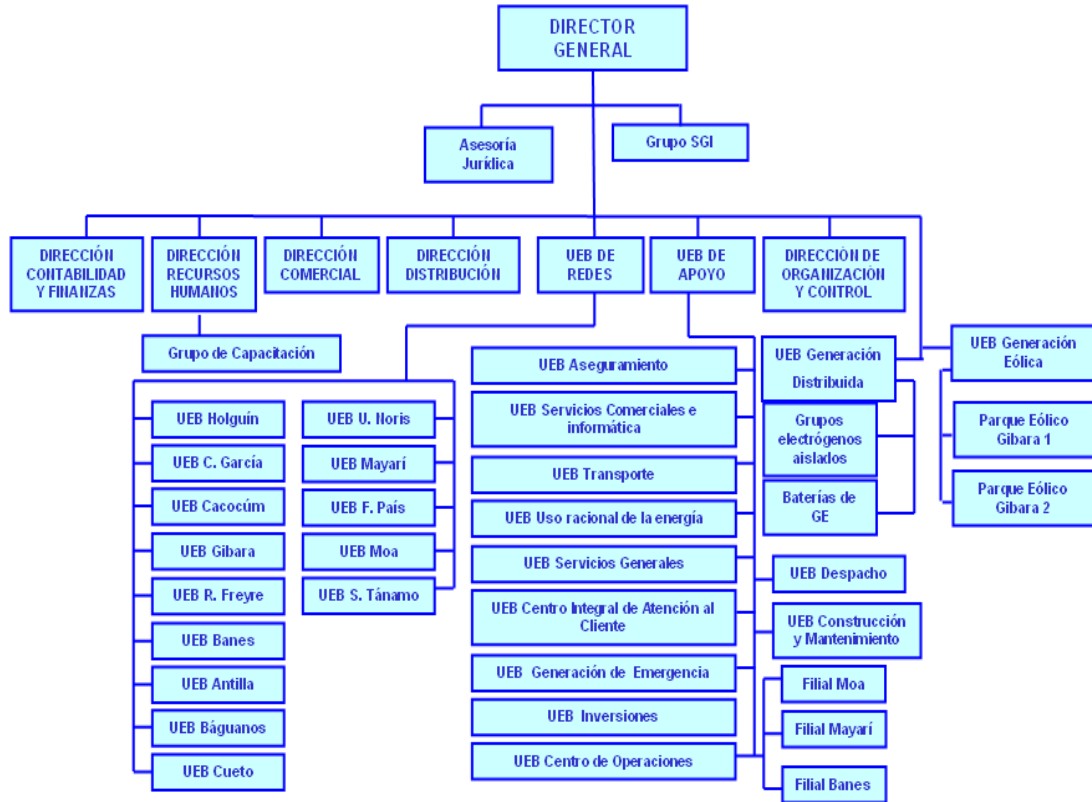 DIRECTOR
GENERAL
Asesoría
Jurídica
Grupo SGI
DIRECCIÓN
CONTABILIDAD
Y FINANZAS
DIRECCIÓN
RECURSOS
HUMANOS
DIRECCIÓN
COMERCIAL
DIRECCIÓN
DISTRIBUCIÓN
UEB DE
REDES
UEB DE
APOYO
DIRECCIÓN DE
ORGANIZACIÓN
Y CONTROL
Grupo de Capacitación
UEB Holguín
UEB C. García
UEB Cacocúm
UEB Gibara
UEB R. Freyre
UEB Banes
UEB Antilla
UEB Báguanos
UEB Cueto
UEB U. Noris
UEB Mayarí
UEB F. País
UEB Moa
UEB S. Tánamo
UEB Aseguramiento
UEB Servicios Comerciales e
informática
UEB Transporte
UEB Uso racional de la energía
UEB Servicios Generales
UEB Centro Integral de Atención al
Cliente
UEB Generación de Emergencia
UEB Inversiones
UEB Centro de Operaciones
UEB Generación
Distribuida
Grupos
electrógenos
aislados
Baterías de
GE
UEB Despacho
UEB Construcción
y Mantenimiento
Filial Moa
Filial Mayarí
Filial Banes
UEB Generación
Eólica
Parque Eólico
Gibara 1
Parque Eólico
Gibara 2